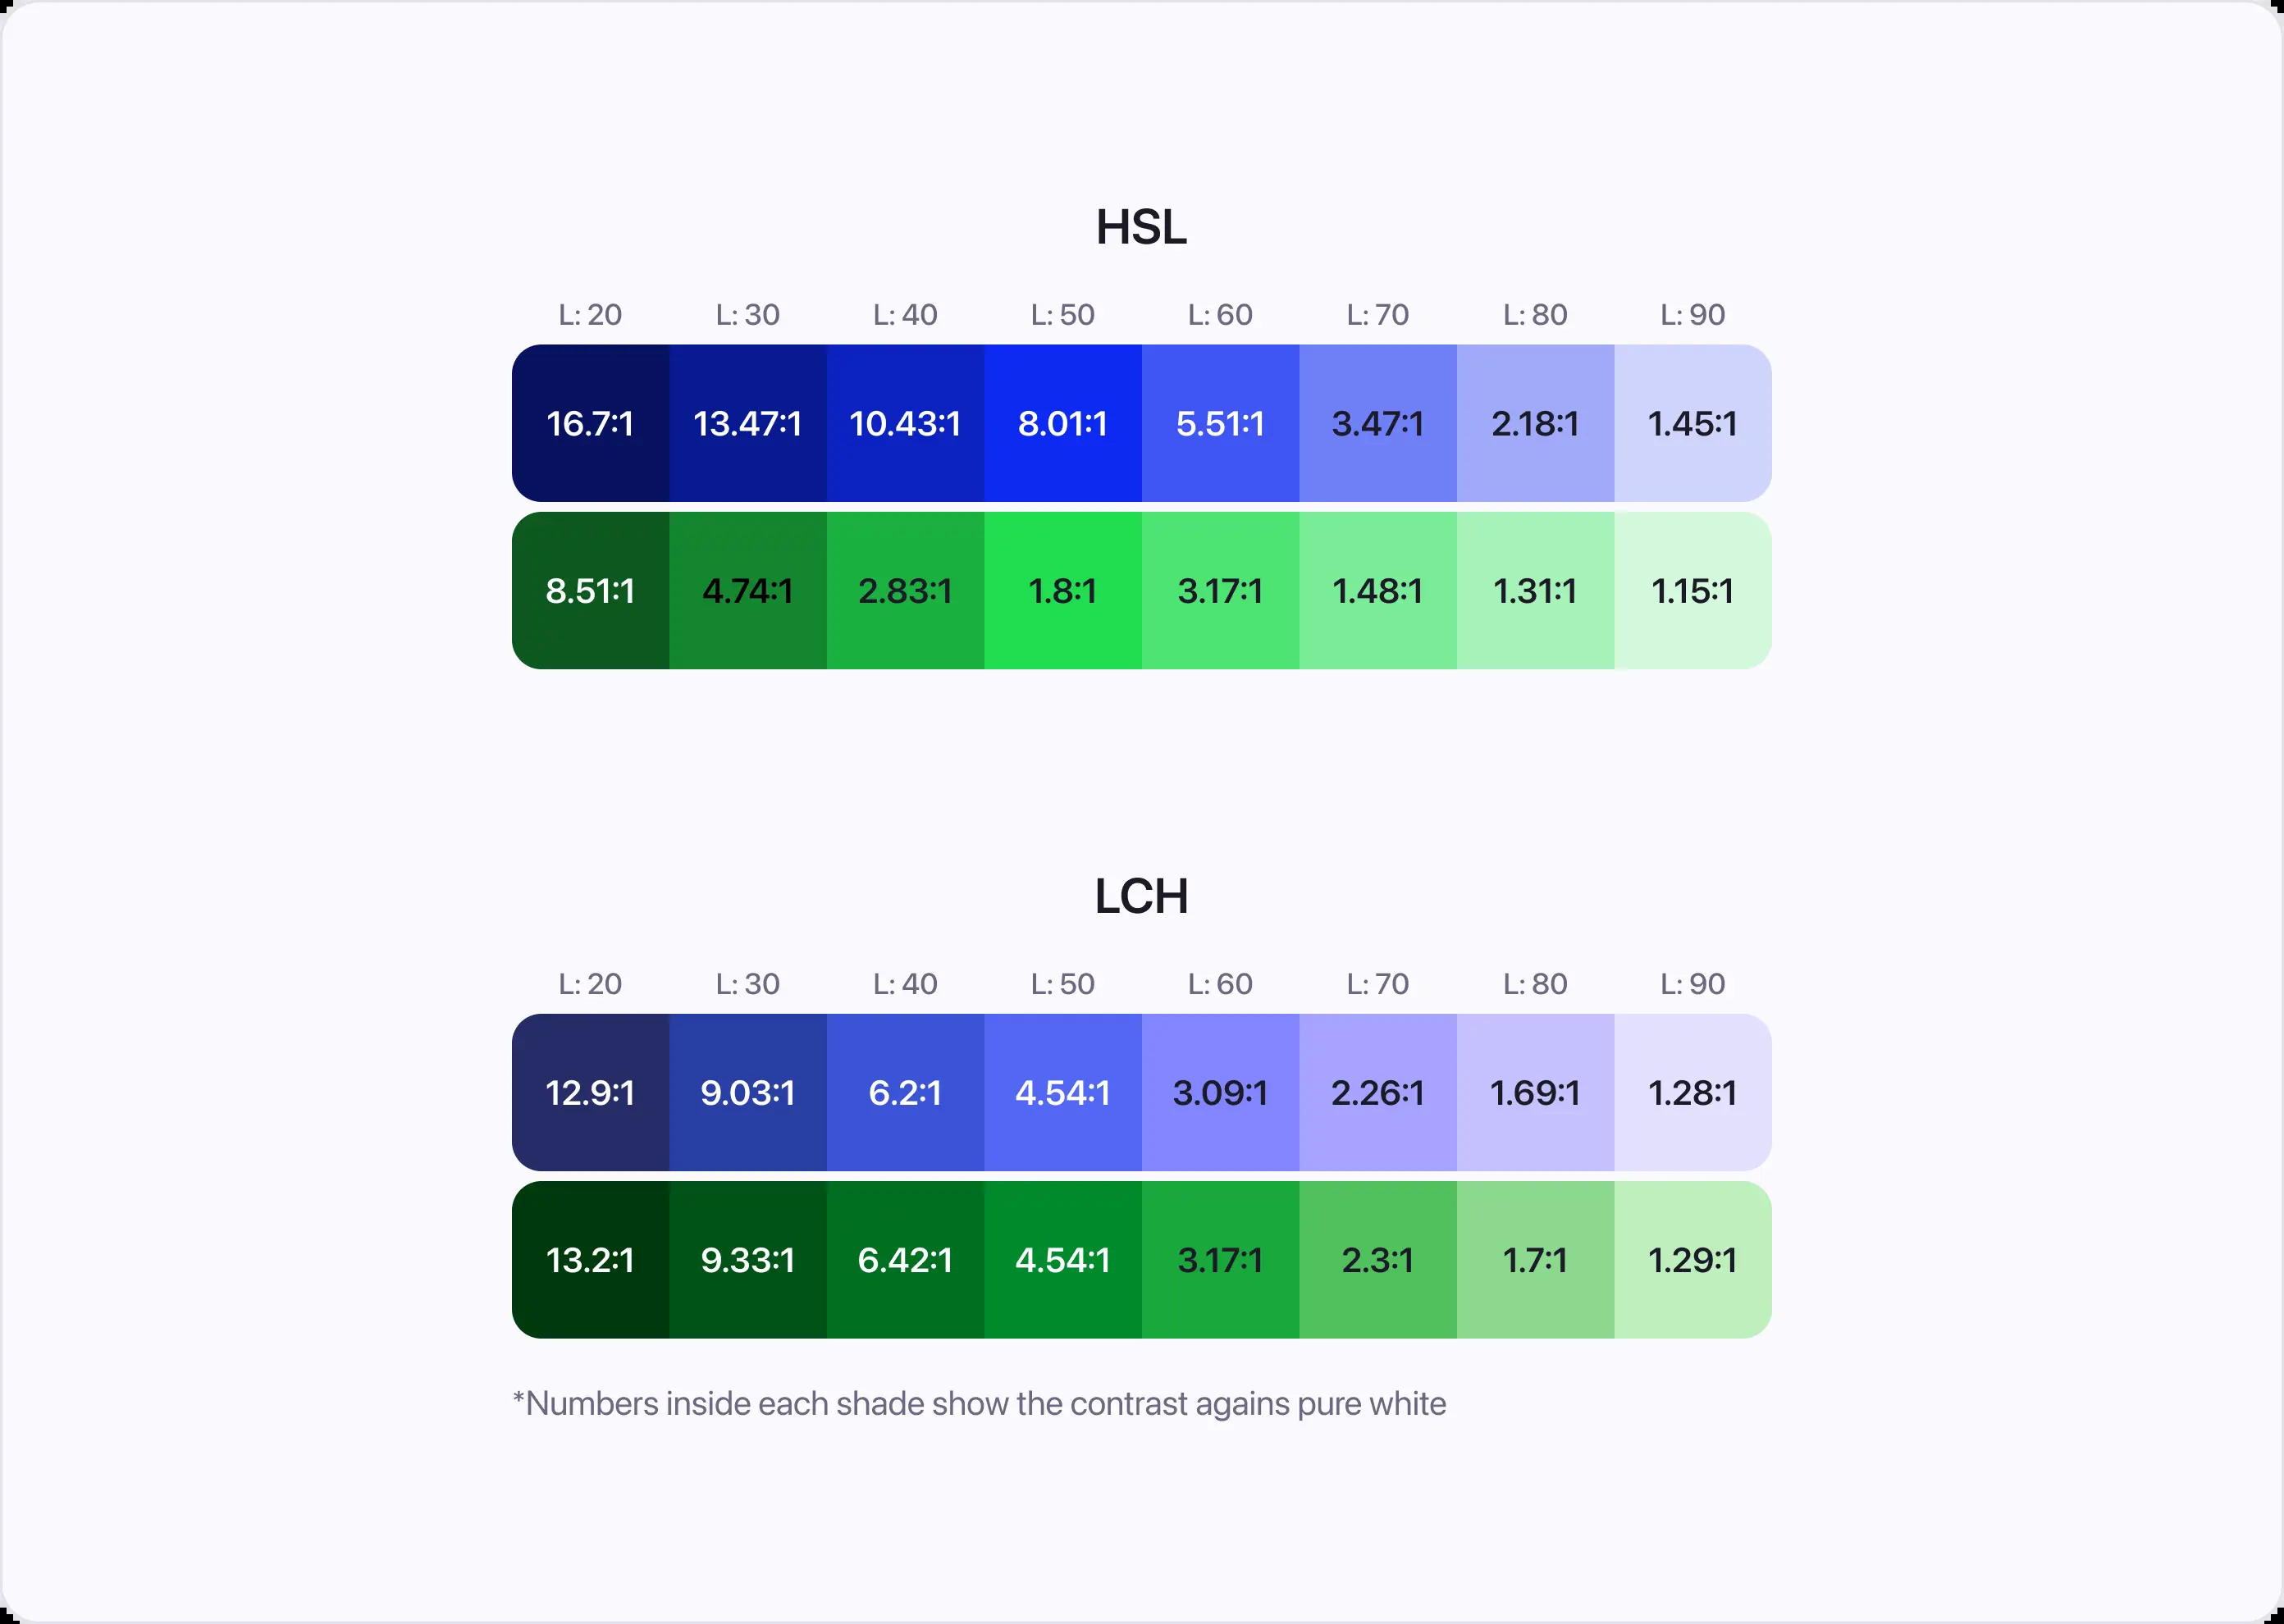 HSL
L: 20 L: 30 L: 40 L: 50 L: 60 L: 70 L: 80 L: 90
16.7:1 13.47:1 10.43:1 8.01:1 5.51:1 3.47:1 2.18:1 1.45:1
8.51:1 4.74:1 2.83:1 1.8:1 3.17:1 1.48:1 1.31:1 1.15:1
LCH
L: 20 L: 30 L: 40 L: 50 L: 60 L: 70 L: 80 L: 90
12.9:1 9.03:1 6.2:1 4.54:1 3.09:1 2.26:1 1.69:1 1.28:1
13.2:1 9.33:1 6.42:1 4.54:1 3.17:1 2.3:1 1.7:1 1.29:1
*Numbers inside each shade show the contrast agains pure white